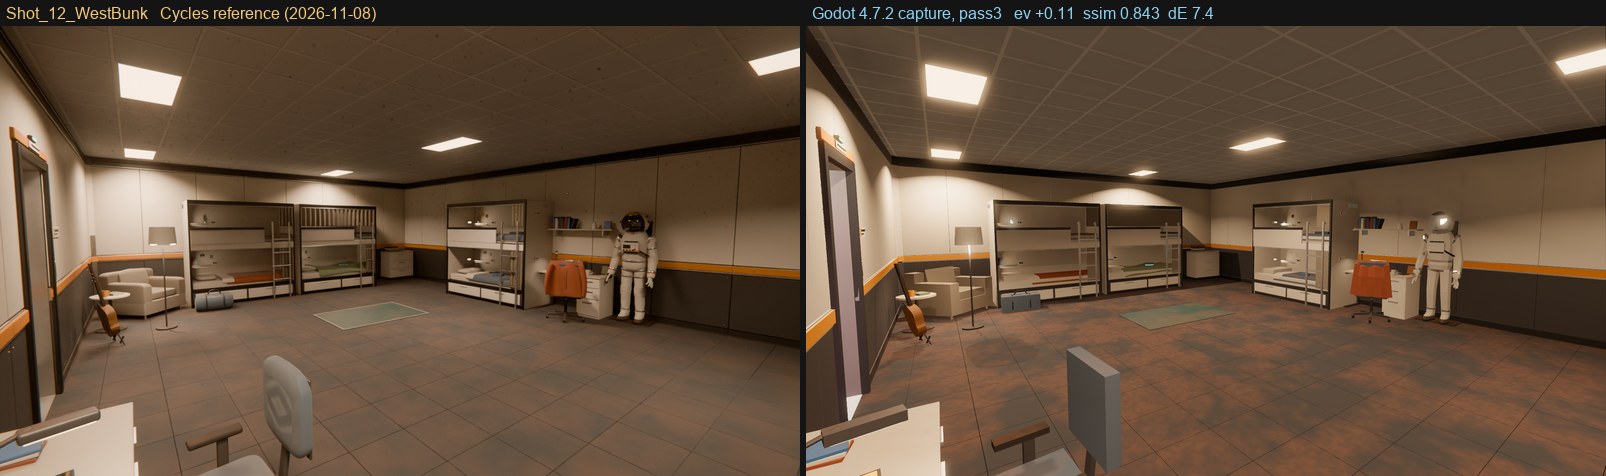 Shot_12_WestBunk Cycles reference (2026-11-08)
Godot 4.7.2 capture, pass3 ev +0.11 ssim 0.843 dE 7.4